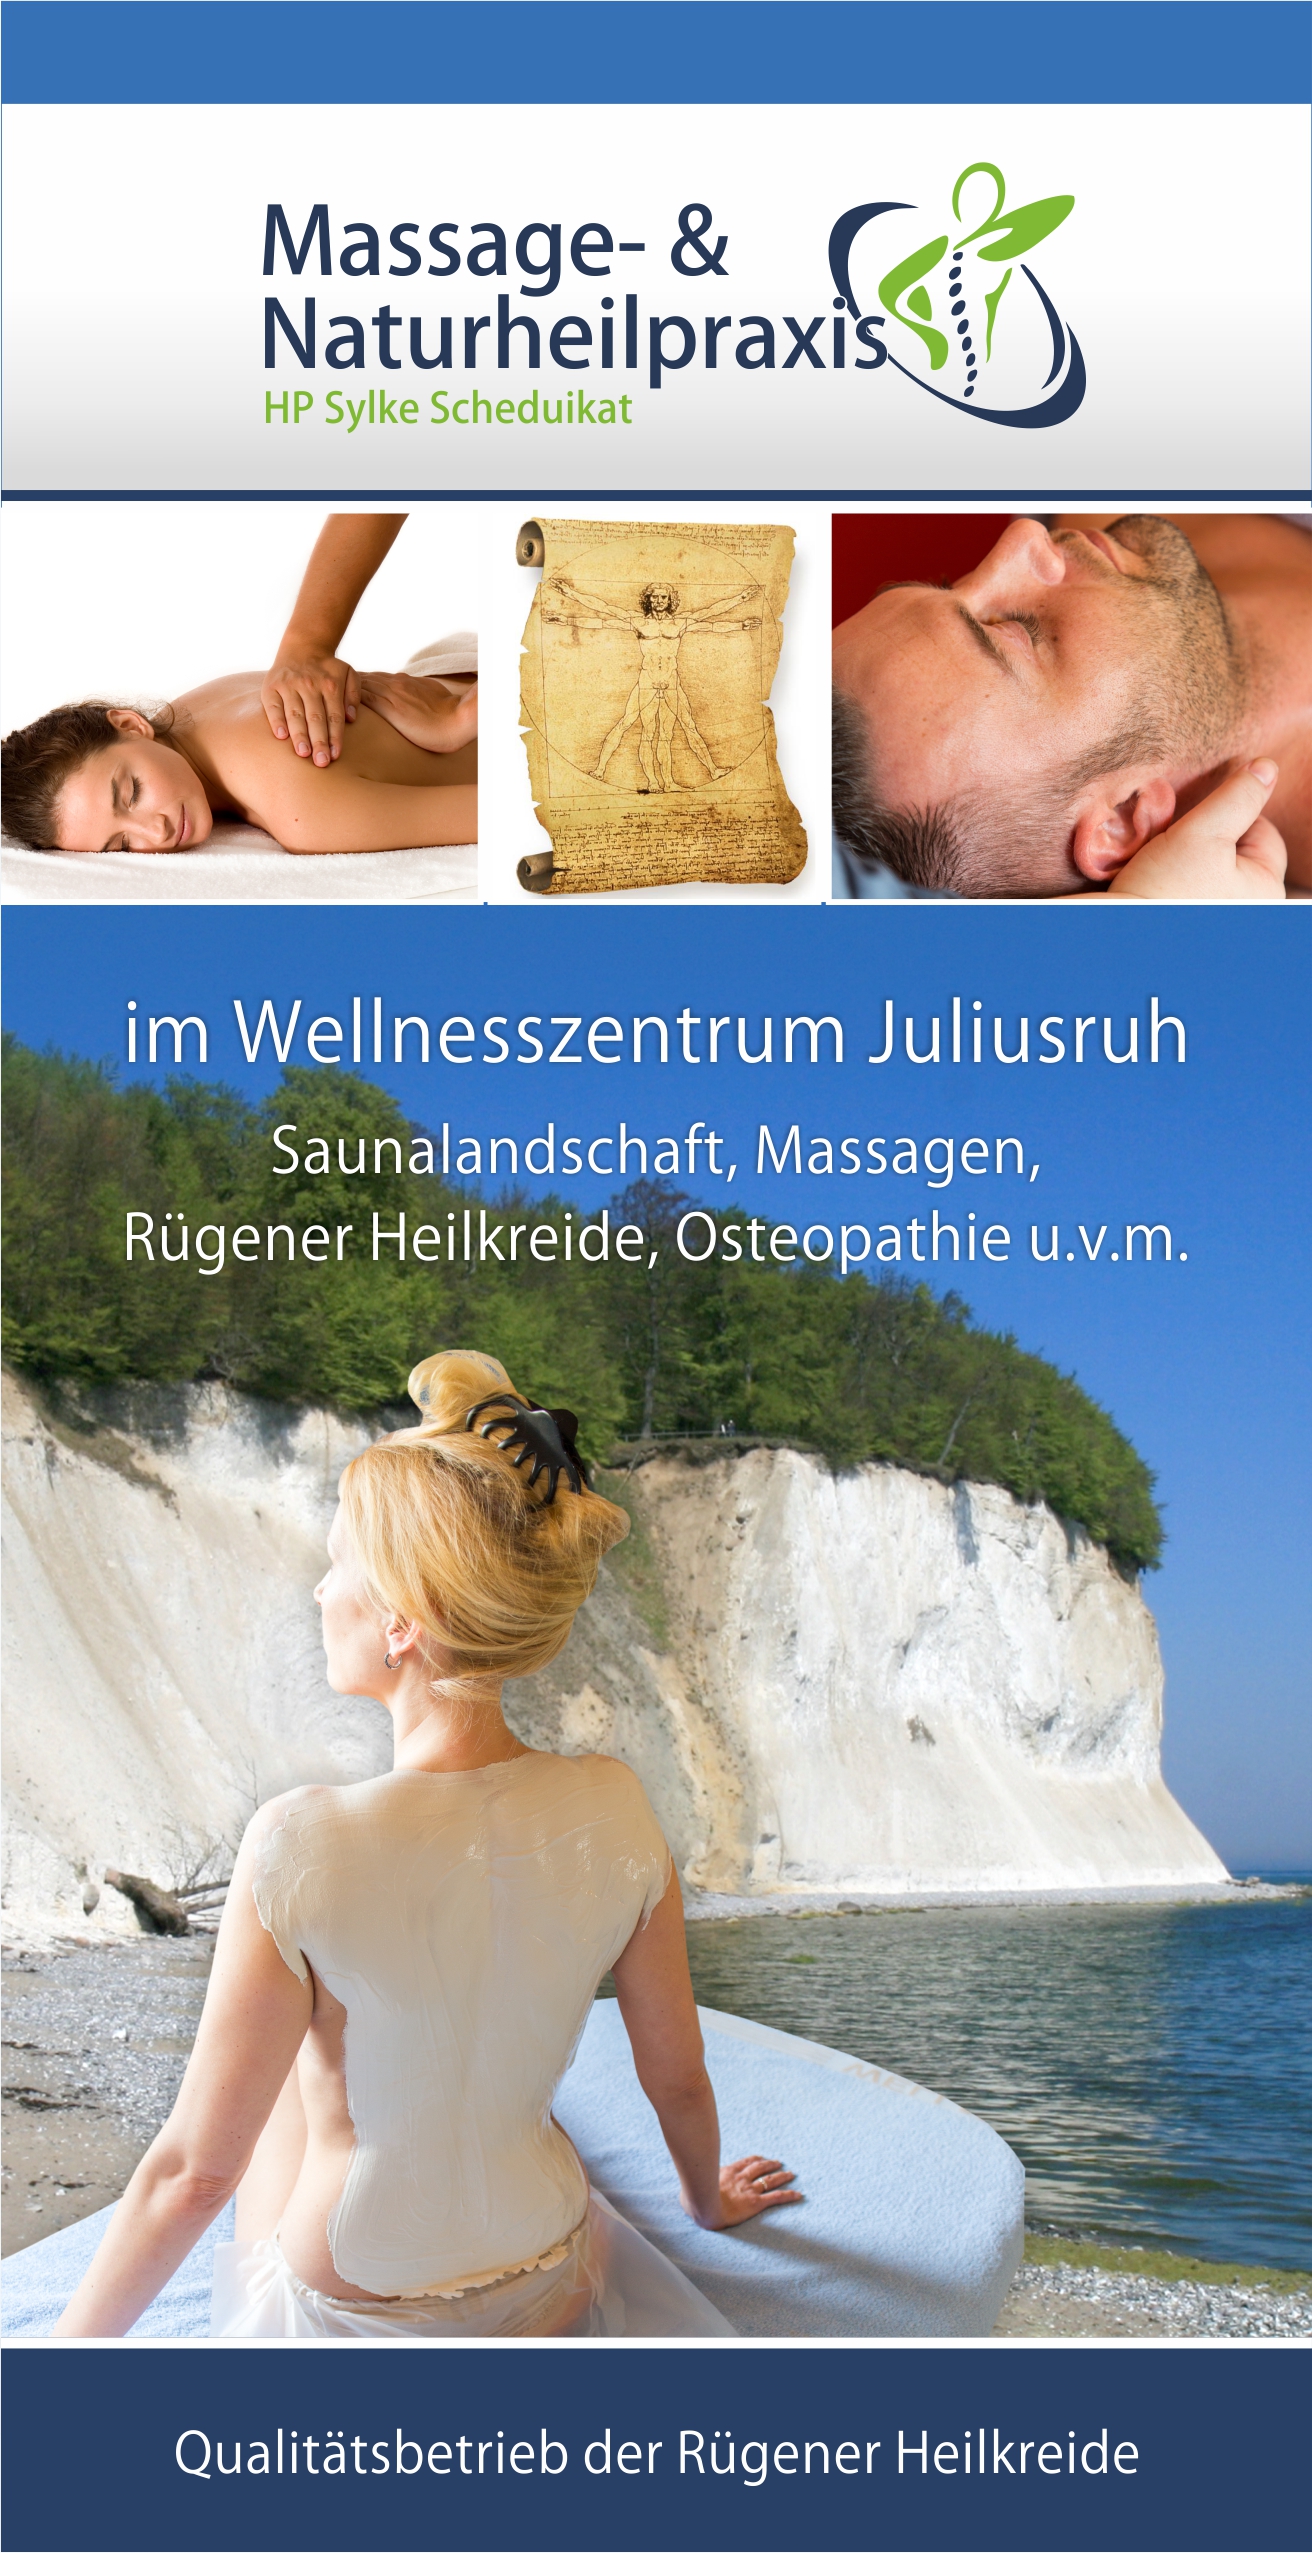 Massage- &
Naturheilpraxis
HP Sylke Scheduikat
im Wellnesszentrum Juliusruh
Saunalandschaft, Massagen,
Rügener Heilkreide, Osteopathie u.v.m.
Qualitätsbetrieb der Rügener Heilkreide